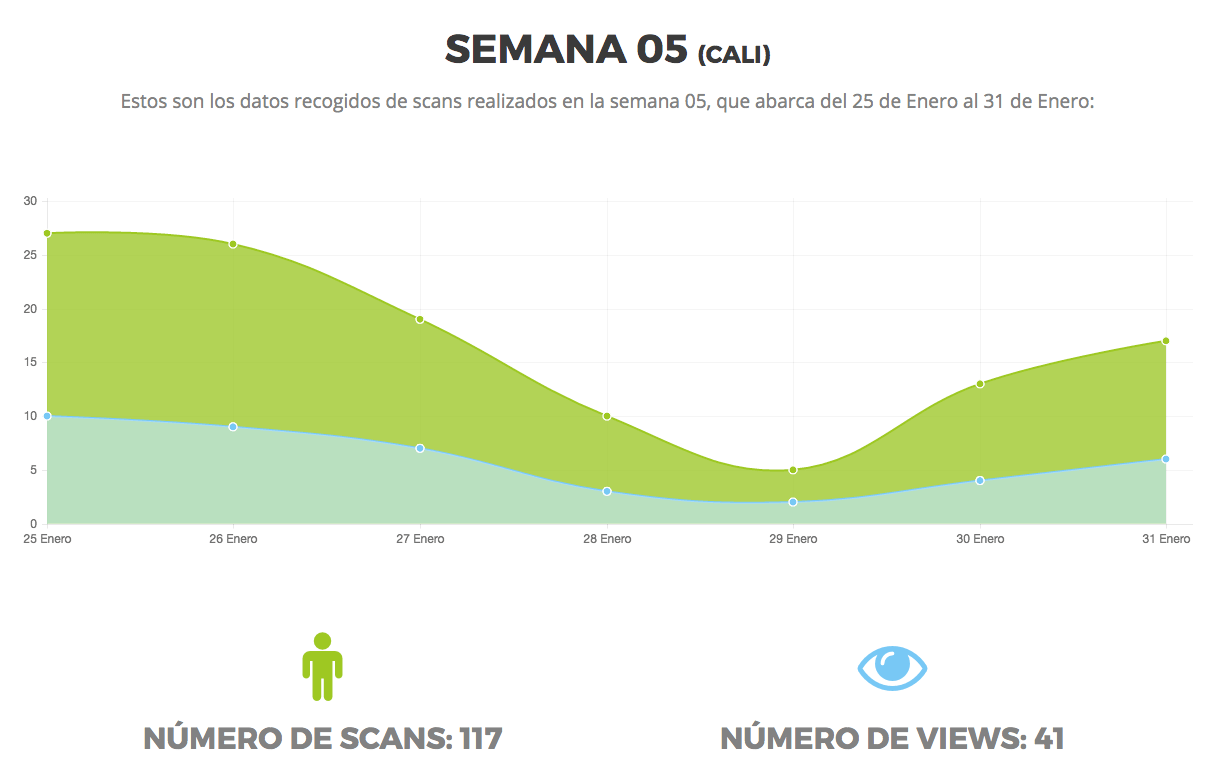 SEMANA 05 (CALI)
Estos son los datos recogidos de scans realizados en la semana 05, que abarca del 25 de Enero al 31 de Enero:
30
25
20
15
10
5
0
25 Enero 26 Enero 27 Enero 28 Enero 29 Enero 30 Enero 31 Enero
NÚMERO DE SCANS: 117 NÚMERO DE VIEWS: 41